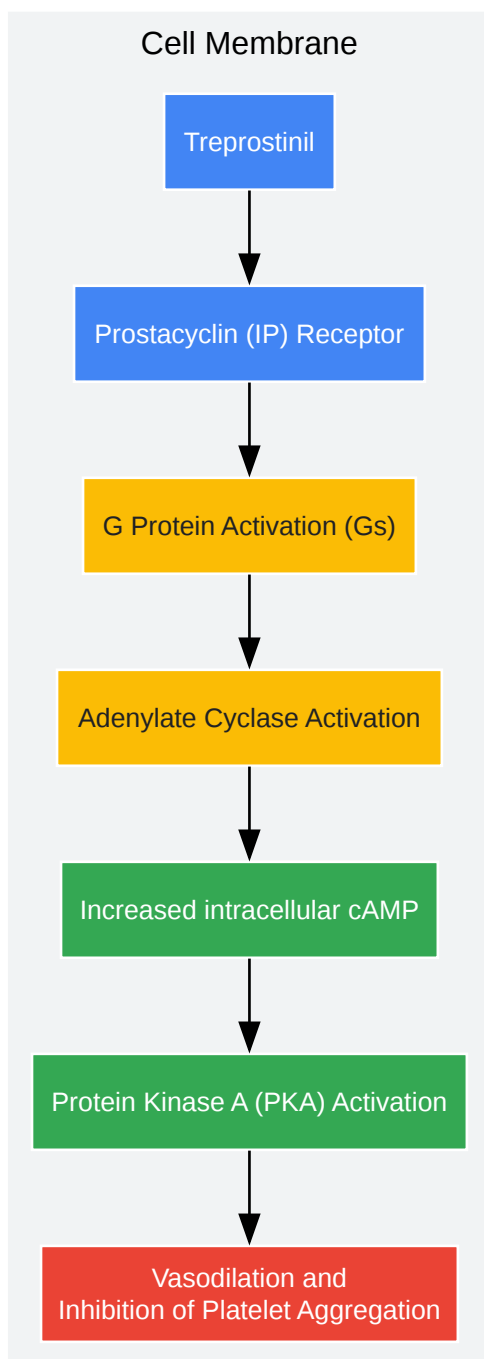 Cell Membrane
Treprostinil
Prostacyclin (IP) Receptor
G Protein Activation (Gs)
Adenylate Cyclase Activation
Increased intracellular cAMP
Protein Kinase A (PKA) Activation
Vasodilation and
Inhibition of Platelet Aggregation